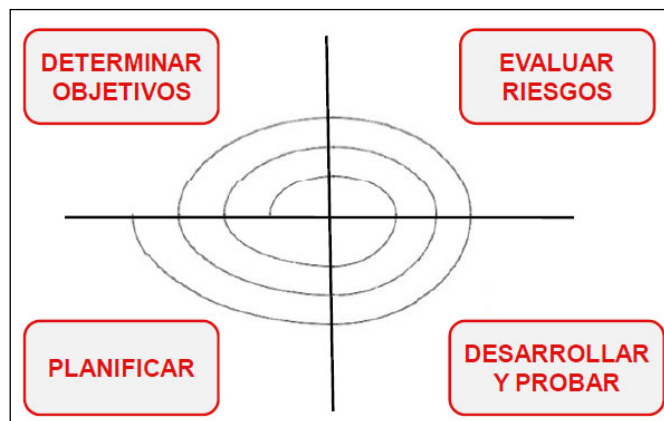 DETERMINAR
OBJETIVOS
EVALUAR
RIESGOS
PLANIFICAR
DESARROLLAR
Y PROBAR